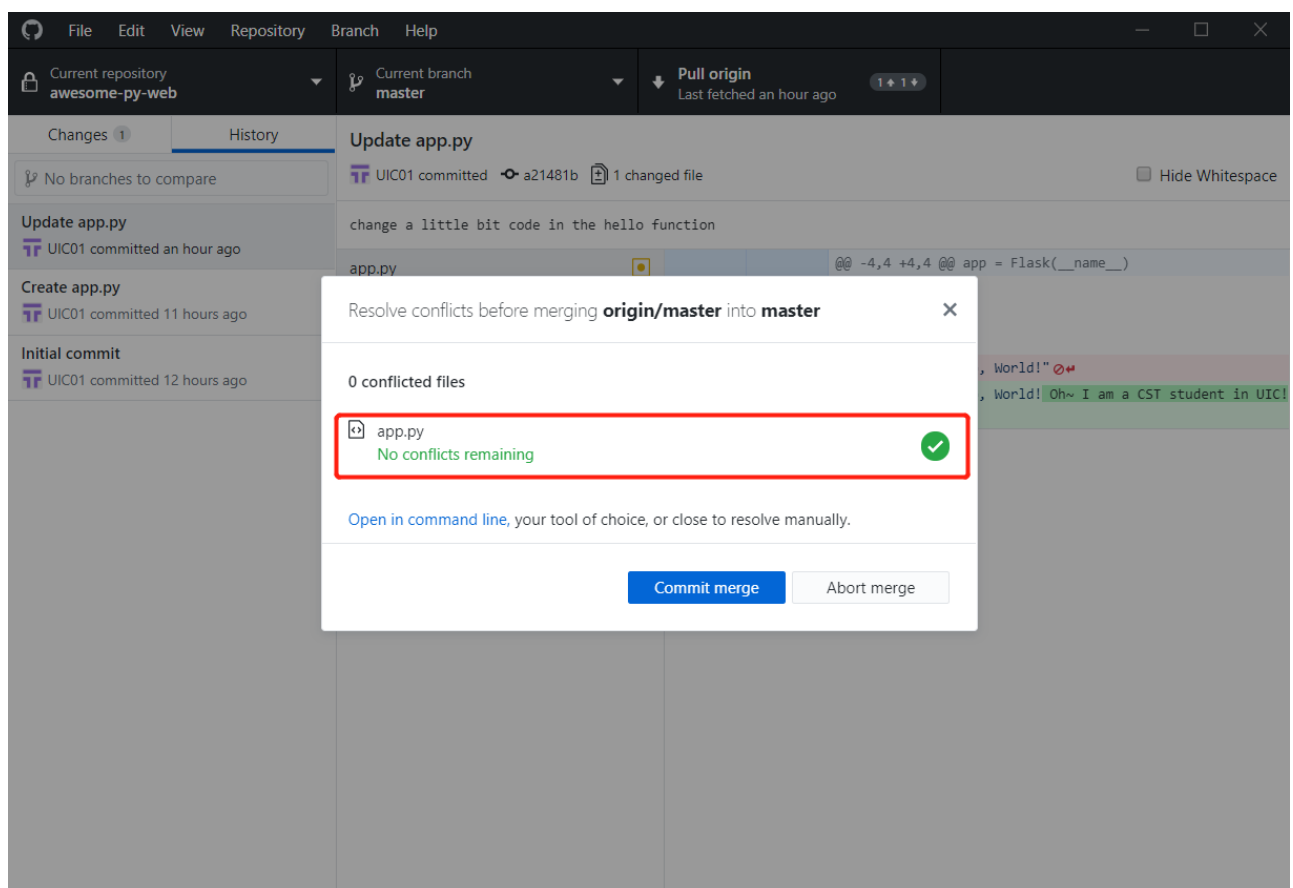 File Edit View Repository Branch Help
Current repository
awesome-py-web
Current branch
master
Pull origin
Last fetched an hour ago
1 1
Changes 1 History
No branches to compare
Update app.py
UIC01 committed an hour ago
Create app.py
UIC01 committed 11 hours ago
Initial commit
UIC01 committed 12 hours ago
Update app.py
UIC01 committed a21481b 1 changed file
Hide Whitespace
change a little bit code in the hello function
app.py
@@ -4,4 +4,4 @@ app = Flask(__name__)
, World!"
, World! Oh~ I am a CST student in UIC!
Resolve conflicts before merging origin/master into master
0 conflicted files
app.py
No conflicts remaining
Open in command line, your tool of choice, or close to resolve manually.
Commit merge Abort merge